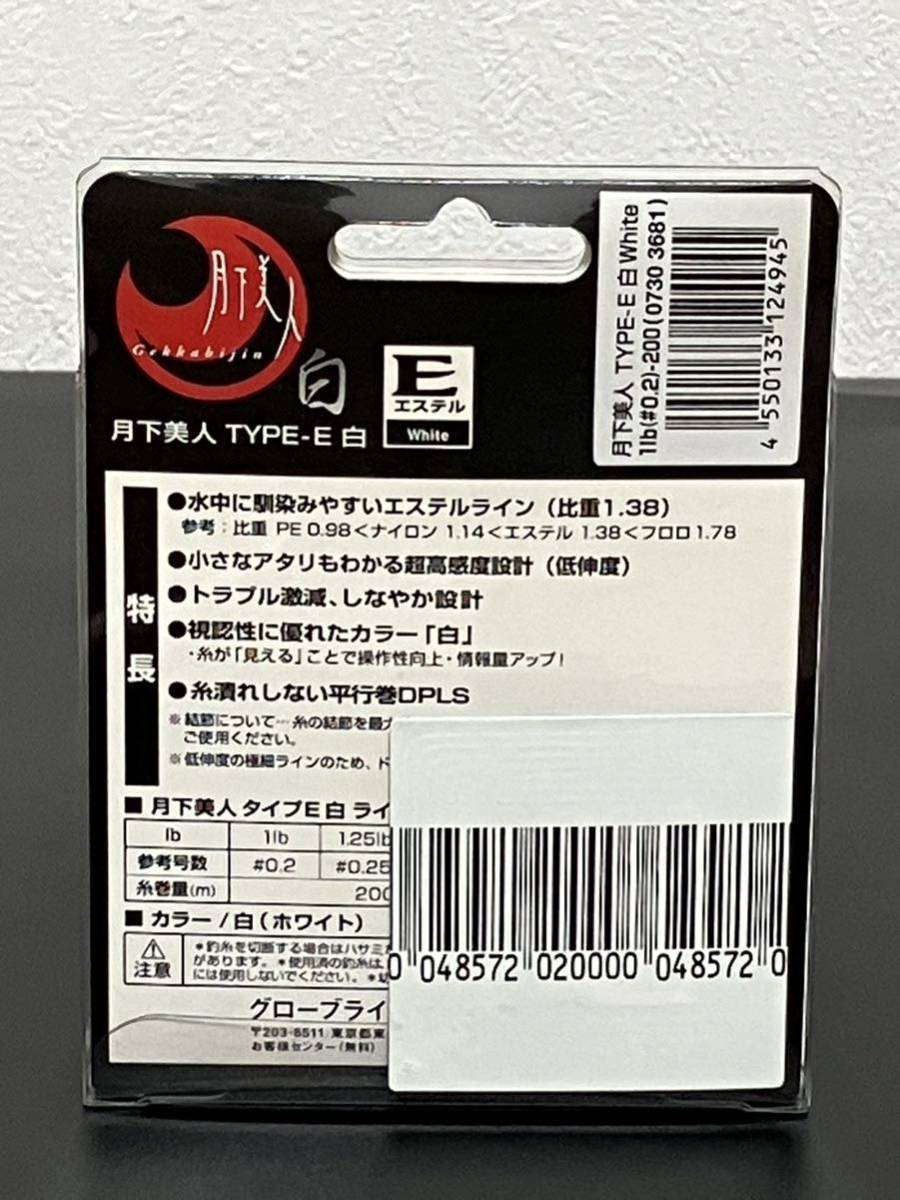 月下美人
Gekkabijin
白
月下美人 TYPE-E 白
E
エステル
White
月下美人 TYPE-E 白 White
1lb(#0.2)-200(0730 3681)
4 550133 124945
特長
●水中に馴染みやすいエステルライン（比重1.38）
参考：比重 PE 0.98＜ナイロン 1.14＜エステル 1.38＜フロロ 1.78
●小さなアタリもわかる超高感度設計（低伸度）
●トラブル激減、しなやか設計
●視認性に優れたカラー「白」
・糸が「見える」ことで操作性向上・情報量アップ！
●糸潰れしない平行巻DPLS
※結節について…糸の結節を最
ご使用ください。
※低伸度の極細ラインのため、ド
■月下美人 タイプE 白 ライ
lb 1lb 1.25lb
参考号数 #0.2 #0.25
糸巻量(m) 200
■カラー/白（ホワイト）
注意
＊釣糸を切断する場合はハサミ
があります。＊使用済の釣糸は
には使用しないでください。＊
グローブライ
〒203-8511/東京都東
お客様センター（無料）
0 048572 020000 048572 0